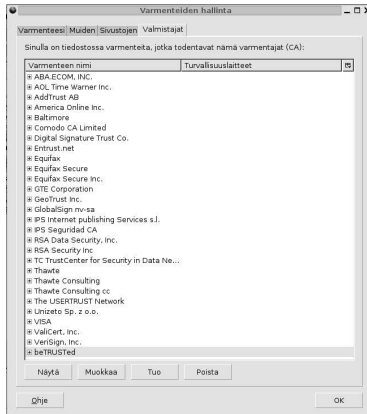 Varmenteiden hallinta
Varmenteesi Muiden Sivustojen Valmistajat
Sinulla on tiedostossa varmenteita, jotka todentavat nämä varmentajat (CA):
Varmenteen nimi Turvallisuuslaitteet
ABA.ECOM, INC.
AOL Time Warner Inc.
AddTrust AB
America Online Inc.
Baltimore
Comodo CA Limited
Digital Signature Trust Co.
Entrust.net
Equifax
Equifax Secure
Equifax Secure Inc.
GTE Corporation
GeoTrust Inc.
GlobalSign nv-sa
IPS Internet publishing Services s.l.
IPS Seguridad CA
RSA Data Security, Inc.
RSA Security Inc
TC TrustCenter for Security in Data Ne...
Thawte
Thawte Consulting
Thawte Consulting cc
The USERTRUST Network
Unizeto Sp. z o.o.
VISA
ValiCert, Inc.
VeriSign, Inc.
beTRUSTed
Näytä Muokkaa Tuo Poista
Ohje OK